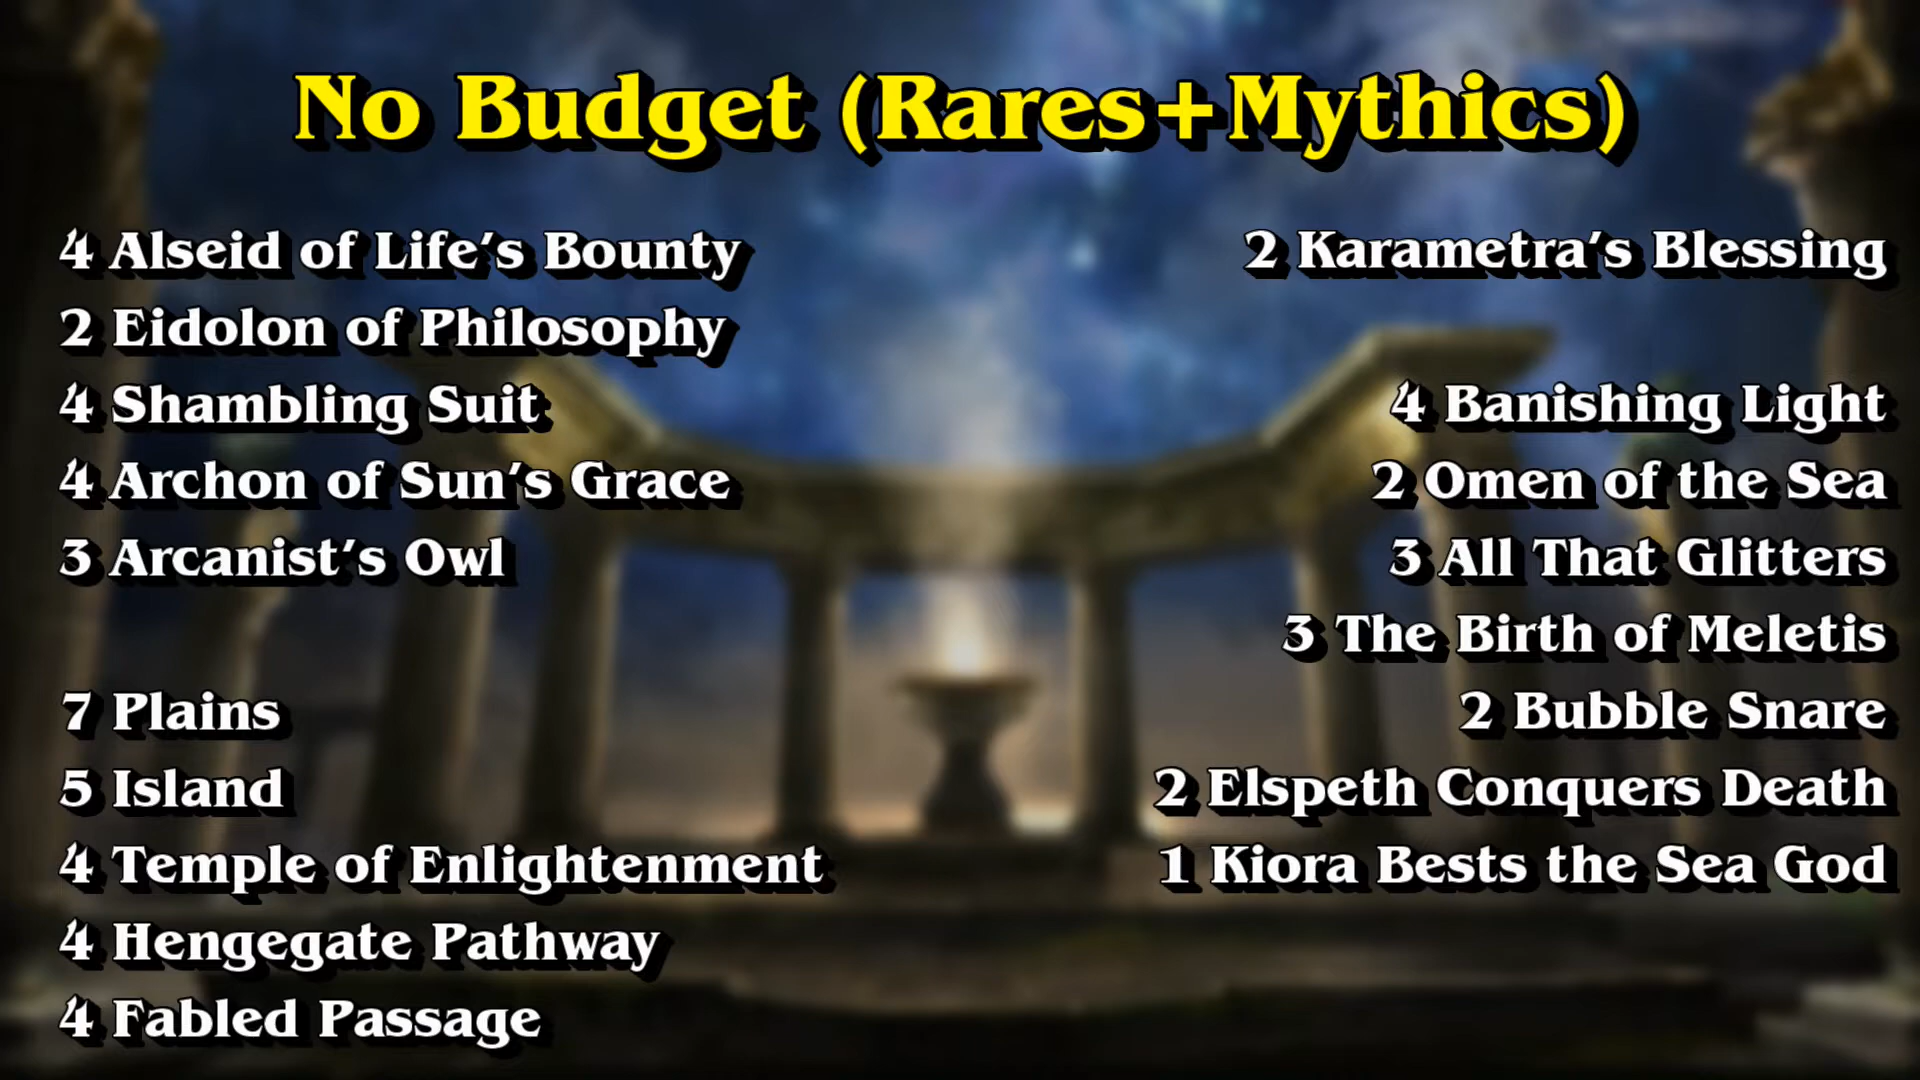 No Budget (Rares+Mythics)
4 Alseid of Life's Bounty
2 Eidolon of Philosophy
4 Shambling Suit
4 Archon of Sun's Grace
3 Arcanist's Owl
7 Plains
5 Island
4 Temple of Enlightenment
4 Hengegate Pathway
4 Fabled Passage
2 Karametra's Blessing
4 Banishing Light
2 Omen of the Sea
3 All That Glitters
3 The Birth of Meletis
2 Bubble Snare
2 Elspeth Conquers Death
1 Kiora Bests the Sea God